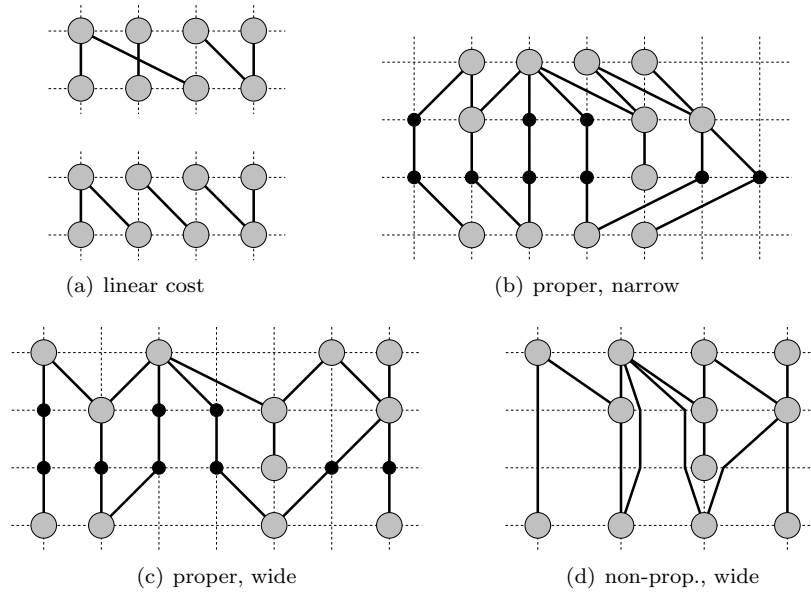 (a) linear cost
(b) proper, narrow
(c) proper, wide
(d) non-prop., wide